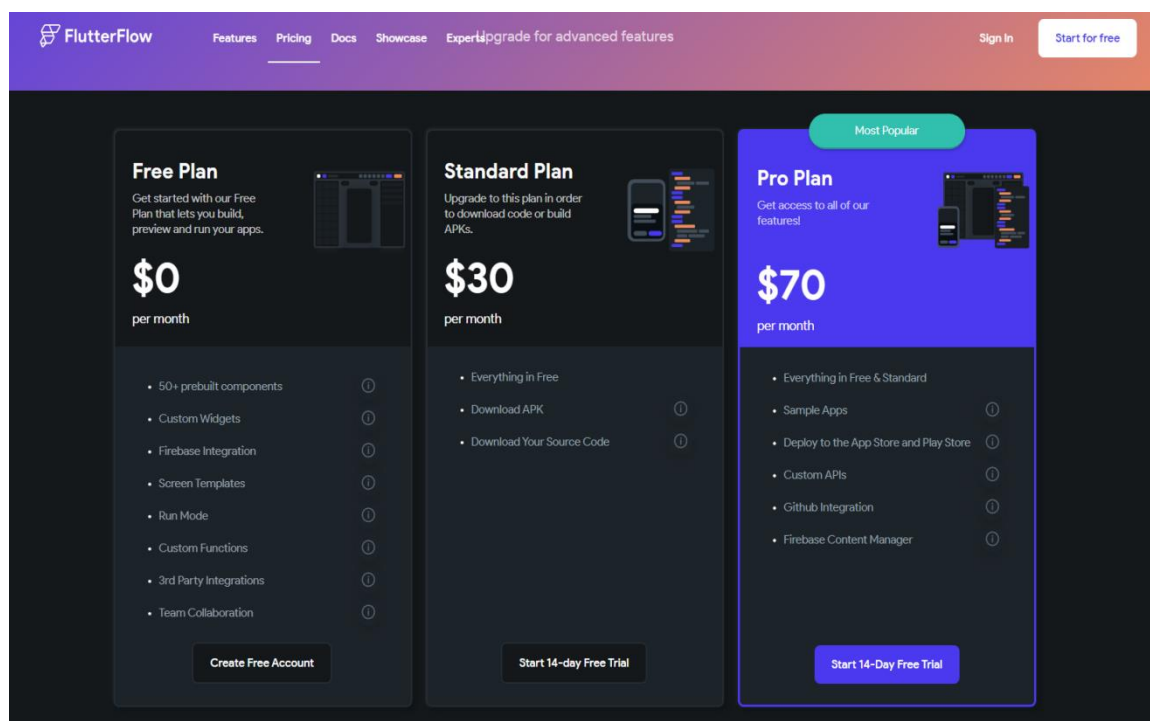 FlutterFlow
Features Pricing Docs Showcase Experts
Upgrade for advanced features
Sign In
Start for free
Free Plan
Get started with our Free
Plan that lets you build,
preview and run your apps.
$0
per month
• 50+ prebuilt components
• Custom Widgets
• Firebase Integration
• Screen Templates
• Run Mode
• Custom Functions
• 3rd Party Integrations
• Team Collaboration
Create Free Account
Standard Plan
Upgrade to this plan in order
to download code or build
APKs.
$30
per month
• Everything in Free
• Download APK
• Download Your Source Code
Start 14-day Free Trial
Most Popular
Pro Plan
Get access to all of our
features!
$70
per month
• Everything in Free & Standard
• Sample Apps
• Deploy to the App Store and Play Store
• Custom APIs
• Github Integration
• Firebase Content Manager
Start 14-Day Free Trial